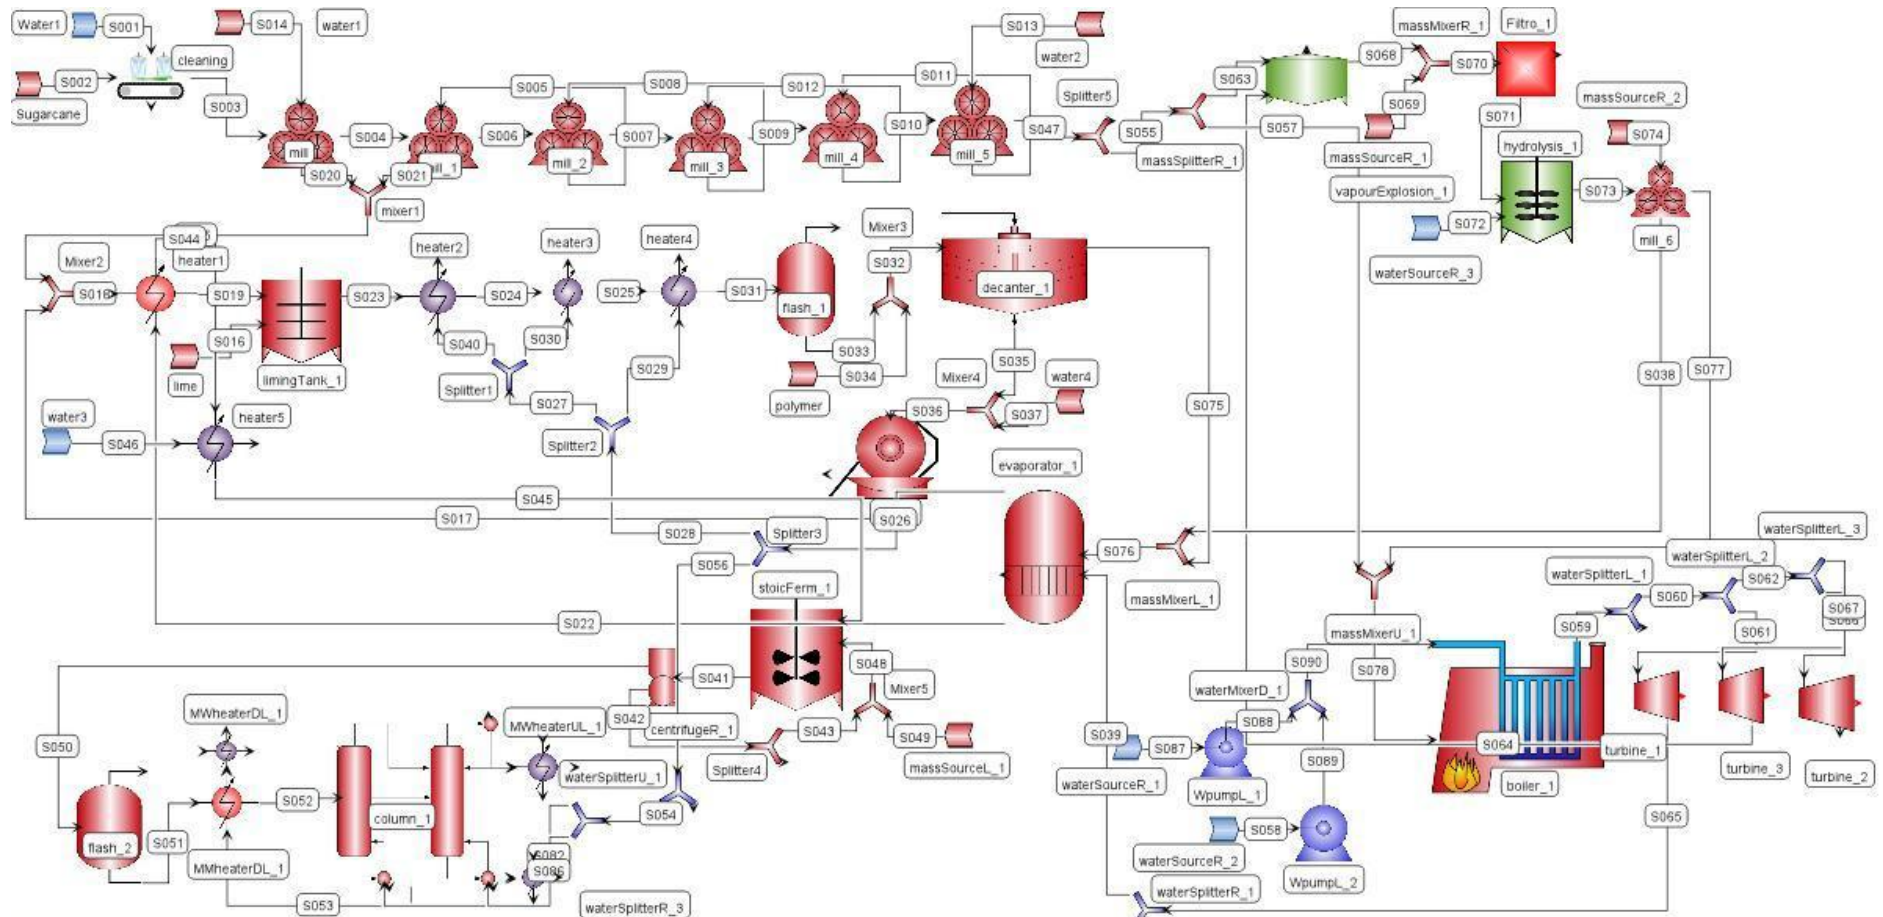 Water1
S001
S014
water1
S013
water2
massMixerR_1
Filtro_1
S002
cleaning
Sugarcane
S003
S005
S008
S012
S011
S063
S068
S070
Splitter5
S069
massSourceR_2
S004
S006
S007
S009
S010
S047
S055
S057
S071
S074
mill
mill_2
mill_3
mill_4
mill_5
massSplitterR_1
massSourceR_1
hydrolysis_1
S020
S021
vapourExplosion_1
S073
mixer1
S072
mill_6
waterSourceR_3
S044
Mixer2
heater1
heater2
heater3
heater4
Mixer3
S032
S019
S023
S024
S025
S031
flash_1
decanter_1
S016
S040
S030
S029
S033
S034
S035
S038
S077
lime
limingTank_1
Splitter1
S027
polymer
Mixer4
water4
S036
S037
S075
water3
heater5
Splitter2
S046
evaporator_1
S045
S017
S026
S028
Splitter3
S076
waterSplitterL_3
waterSplitterL_2
S056
stoicFerm_1
massMixerL_1
waterSplitterL_1
S062
S060
S067
S022
massMixerU_1
S059
S061
S048
S090
S078
S041
Mixer5
waterMixerD_1
MWheaterDL_1
S042
centrifugeR_1
S043
S049
S088
S050
MWheaterUL_1
S039
S087
S064
turbine_1
waterSplitterU_1
Splitter4
massSourceL_1
S089
turbine_3
turbine_2
waterSourceR_1
WpumpL_1
boiler_1
S052
column_1
S054
S065
flash_2
S051
S058
MMheaterDL_1
S082
S086
waterSourceR_2
WpumpL_2
S053
waterSplitterR_3
waterSplitterR_1